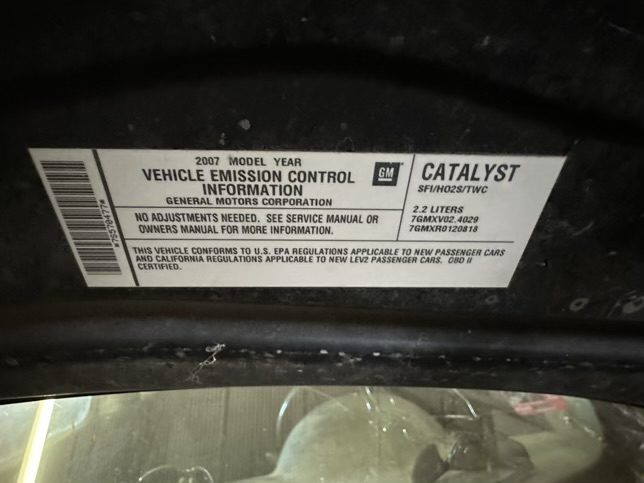 2007 MODEL YEAR
VEHICLE EMISSION CONTROL
INFORMATION
GENERAL MOTORS CORPORATION
GM
NO ADJUSTMENTS NEEDED. SEE SERVICE MANUAL OR
OWNERS MANUAL FOR MORE INFORMATION.
THIS VEHICLE CONFORMS TO U.S. EPA REGULATIONS APPLICABLE TO NEW PASSENGER CARS
AND CALIFORNIA REGULATIONS APPLICABLE TO NEW LEV2 PASSENGER CARS. OBD II
CERTIFIED.
CATALYST
SFI/HO2S/TWC
2.2 LITERS
7GMXV02.4029
7GMXR0120818